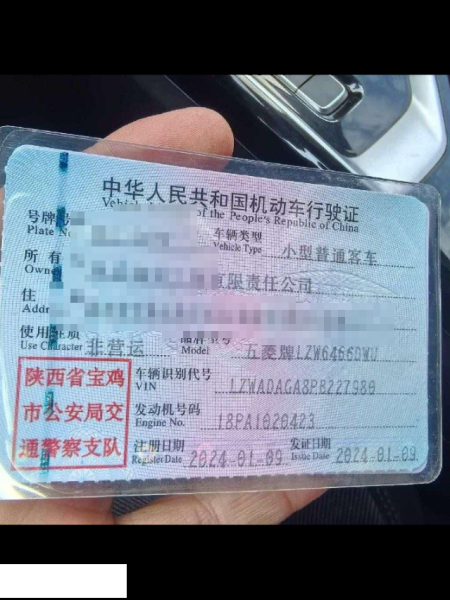 中华人民共和国机动车行驶证
of the People's Republic of China
号牌号
Plate No
车辆类型
Vehicle Type
小型普通客车
所有
Owner
有限责任公司
住
Addr
使用性质
Use Character
非营运
品牌型号
Model
五菱牌LZW6466DWU
陕西省宝鸡
市公安局交
通警察支队
车辆识别代号
VIN
LZWADAGA8P8227980
发动机号码
Engine No.
18PA1020423
注册日期
Register Date
2024-01-09
发证日期
Issue Date
2024-01-09